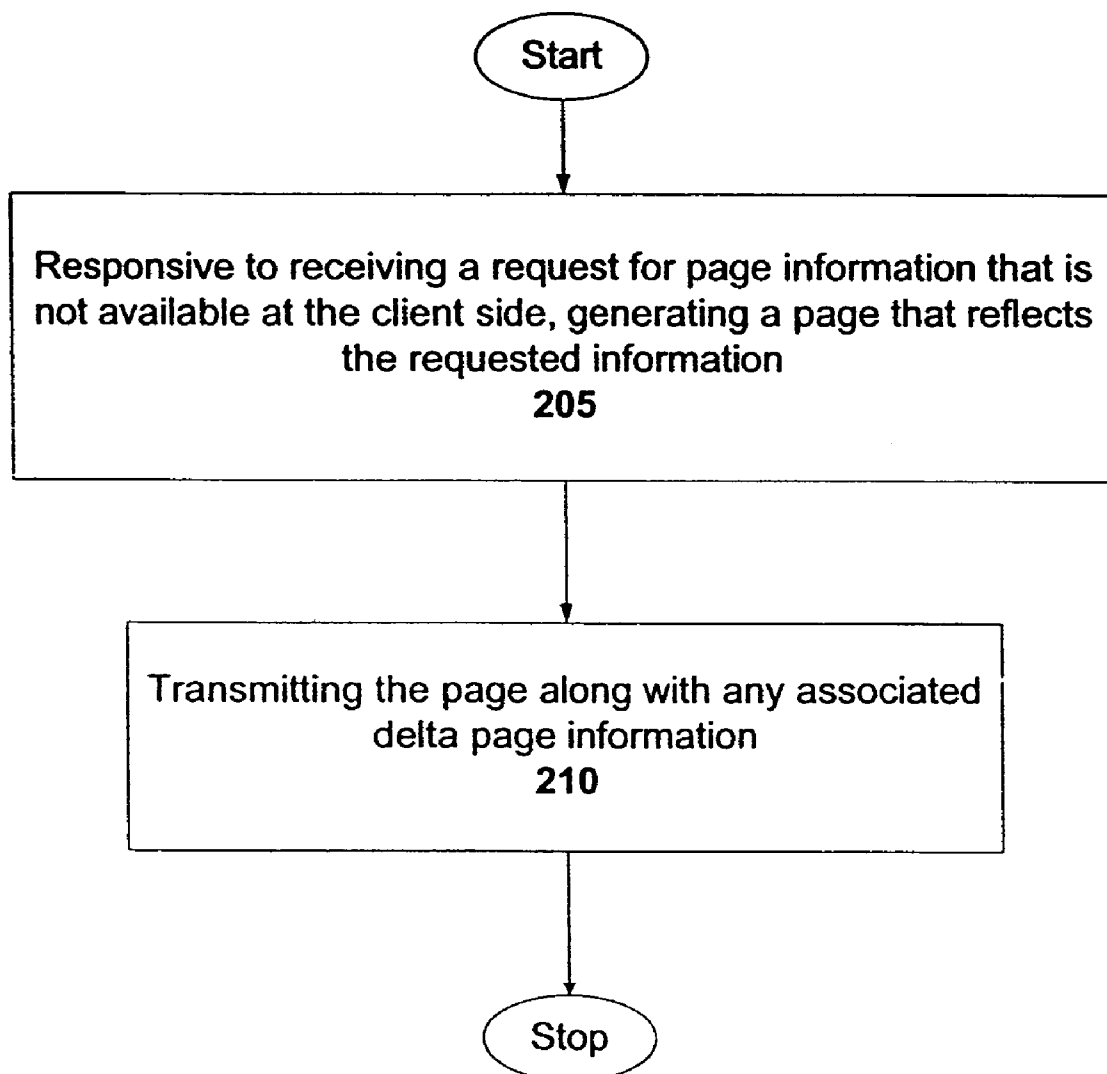 Start
Responsive to receiving a request for page information that is
not available at the client side, generating a page that reflects
the requested information
205
Transmitting the page along with any associated
delta page information
210
Stop